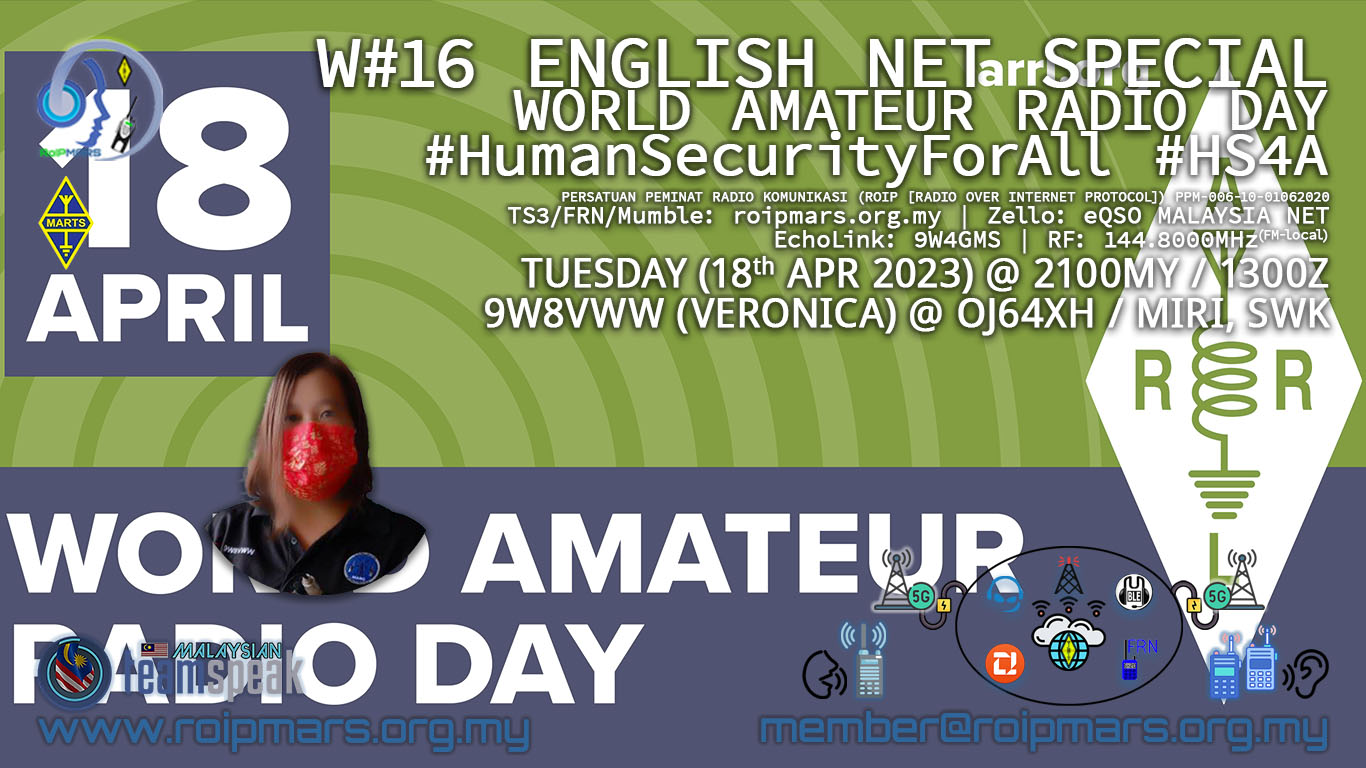 W#16 ENGLISH NET SPECIAL
WORLD AMATEUR RADIO DAY
#HumanSecurityForAll #HS4A
PERSATUAN PEMINAT RADIO KOMUNIKASI (ROIP [RADIO OVER INTERNET PROTOCOL]) PPM-006-10-01062020
TS3/FRN/Mumble: roipmars.org.my | Zello: eQSO MALAYSIA NET
EchoLink: 9W4GMS | RF: 144.8000MHz(FM-local)
TUESDAY (18th APR 2023) @ 2100MY / 1300Z
9W8VWW (VERONICA) @ OJ64XH / MIRI, SWK
RoiPMARS
18
MARTS
APRIL
A
R R
L
WORLD AMATEUR
RADIO DAY
5G
5G
BLE
FRN
MALAYSIAN
teamspeak
www.roipmars.org.my
member@roipmars.org.my